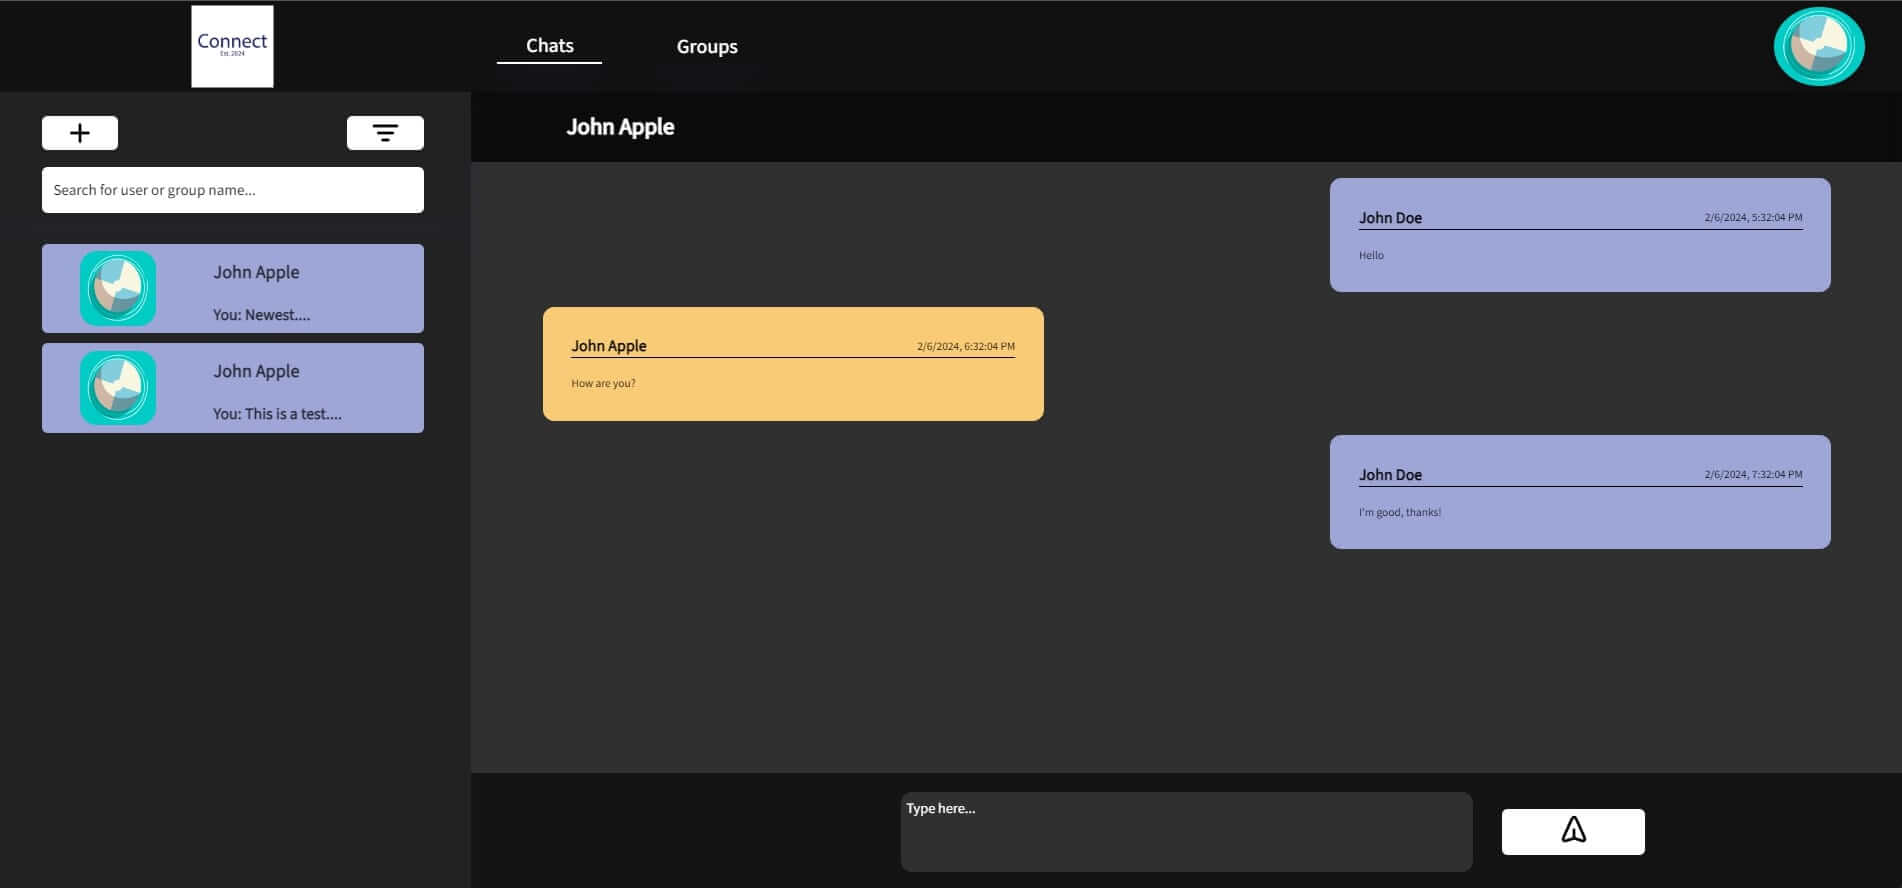 Connect
Est. 2024
Chats
Groups
Search for user or group name...
John Apple
You: Newest....
John Apple
You: This is a test....
John Apple
John Doe 2/6/2024, 5:32:04 PM
Hello
John Apple 2/6/2024, 6:32:04 PM
How are you?
John Doe 2/6/2024, 7:32:04 PM
I'm good, thanks!
Type here...